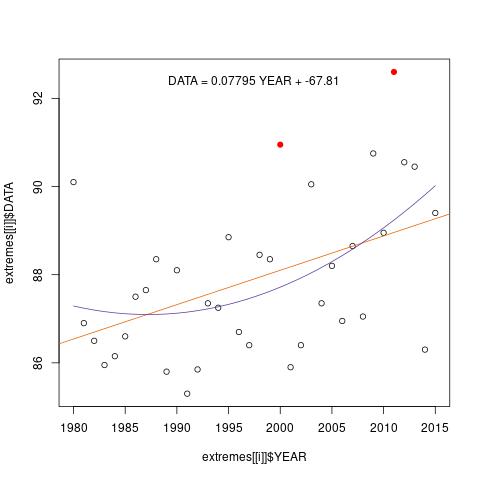 DATA = 0.07795 YEAR + -67.81
92
90
88
86
1980 1985 1990 1995 2000 2005 2010 2015
extremes[[i]]$DATA
extremes[[i]]$YEAR